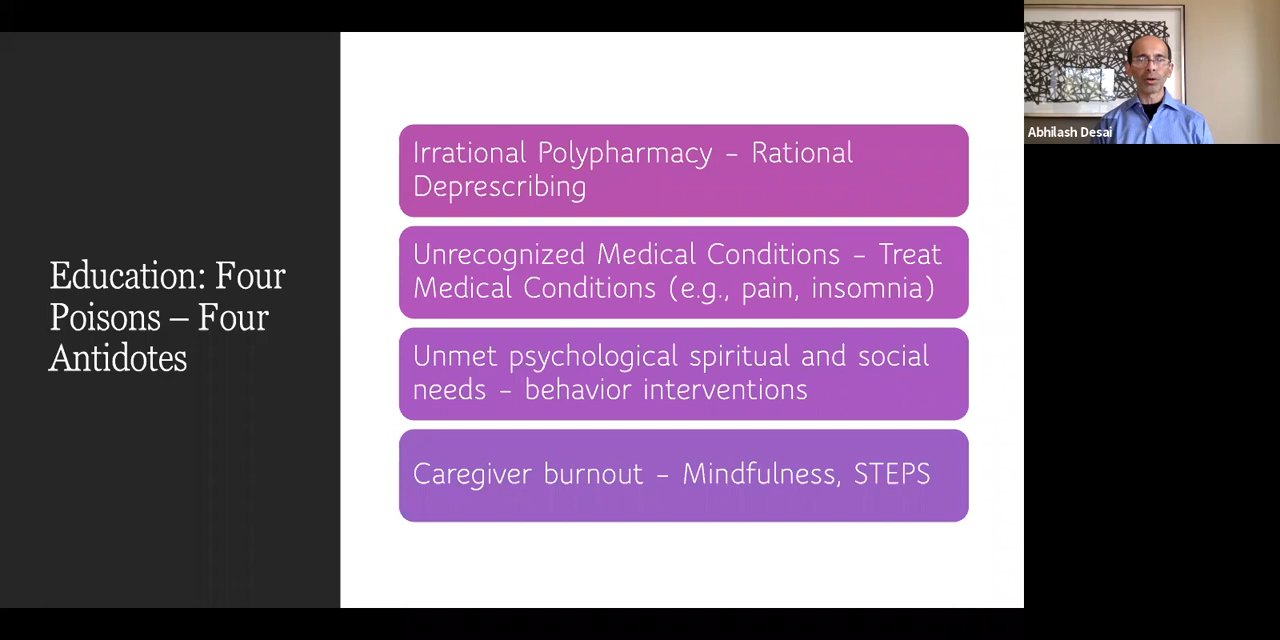 Education: Four
Poisons – Four
Antidotes
Irrational Polypharmacy – Rational
Deprescribing
Unrecognized Medical Conditions – Treat
Medical Conditions (e.g., pain, insomnia)
Unmet psychological spiritual and social
needs – behavior interventions
Caregiver burnout – Mindfulness, STEPS
Abhilash Desai